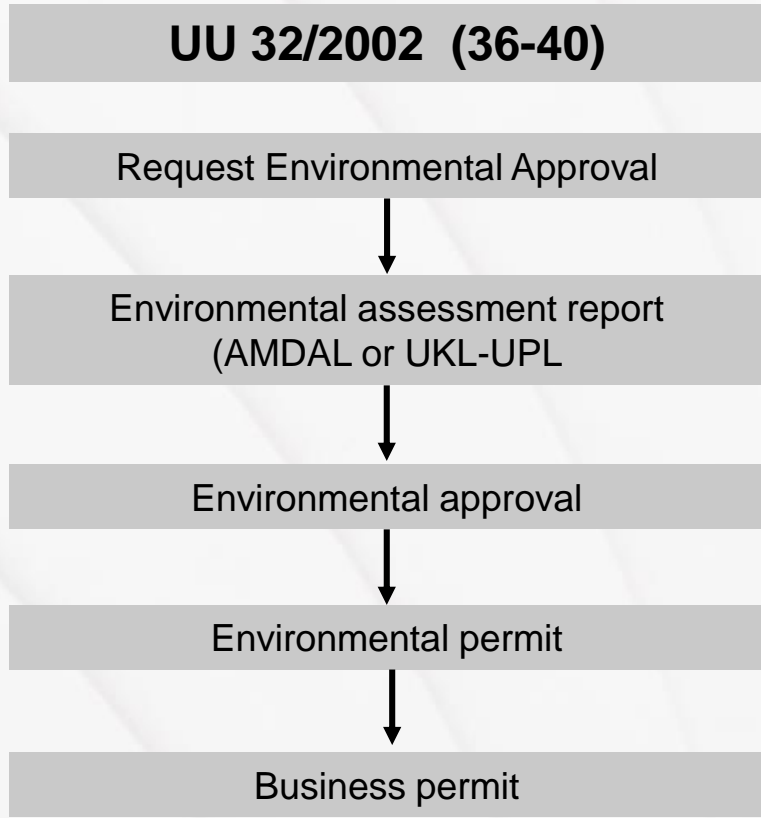 UU 32/2002 (36-40)
Request Environmental Approval
Environmental assessment report
(AMDAL or UKL-UPL
Environmental approval
Environmental permit
Business permit